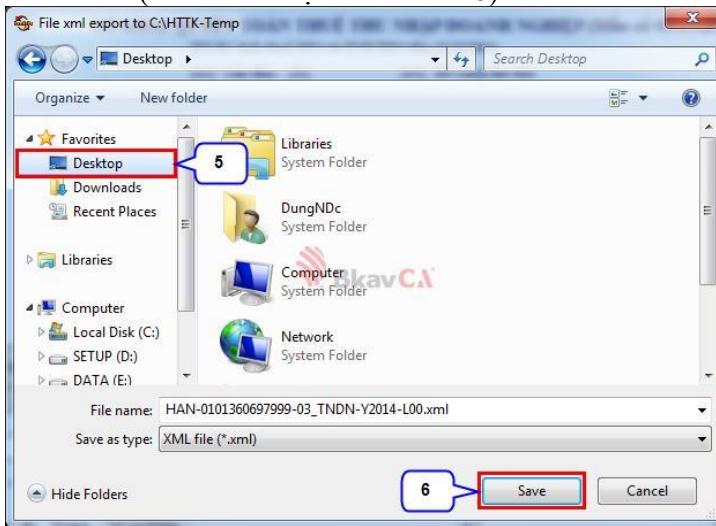 File xml export to C:\HTTK-Temp
Desktop
Search Desktop
Organize
New folder
Favorites
Desktop
5
Downloads
Recent Places
Libraries
Computer
Local Disk (C:)
SETUP (D:)
DATA (E:)
Libraries
System Folder
DungNDc
System Folder
Computer
System Folder
BkavCA
Network
System Folder
File name: HAN-0101360697999-03_TNDN-Y2014-L00.xml
Save as type: XML file (*.xml)
Hide Folders
6
Save
Cancel